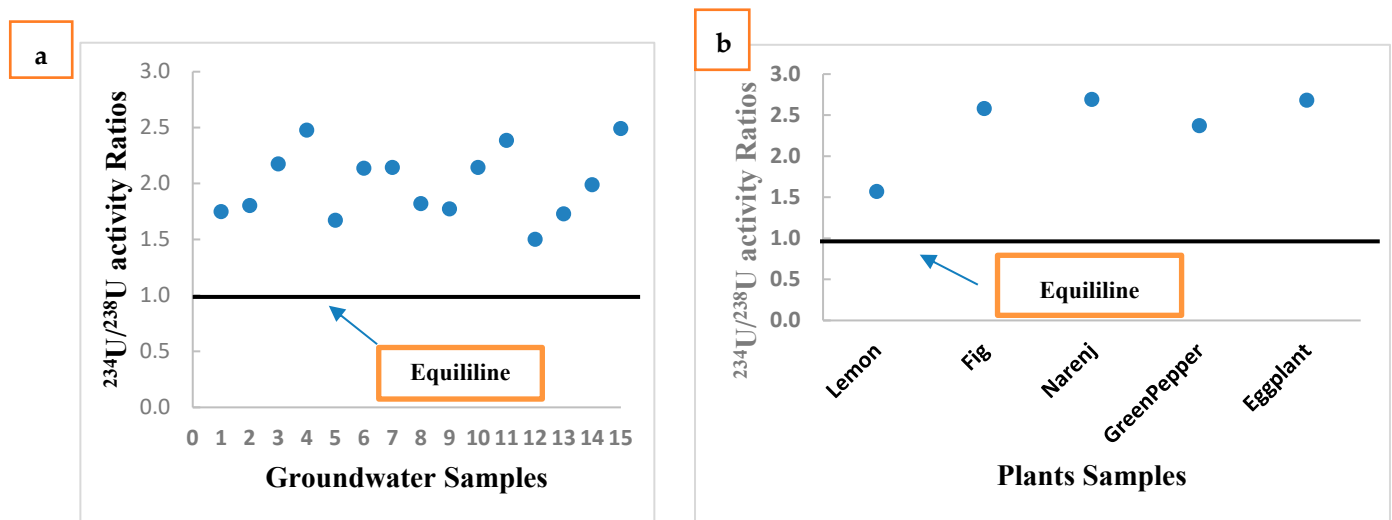 a
²³⁴U/²³⁸U activity Ratios
3.0
2.5
2.0
1.5
1.0
0.5
0.0
Equililine
0 1 2 3 4 5 6 7 8 9 10 11 12 13 14 15
Groundwater Samples
b
²³⁴U/²³⁸U activity Ratios
3.0
2.5
2.0
1.5
1.0
0.5
0.0
Equililine
Lemon
Fig
Narenj
GreenPepper
Eggplant
Plants Samples